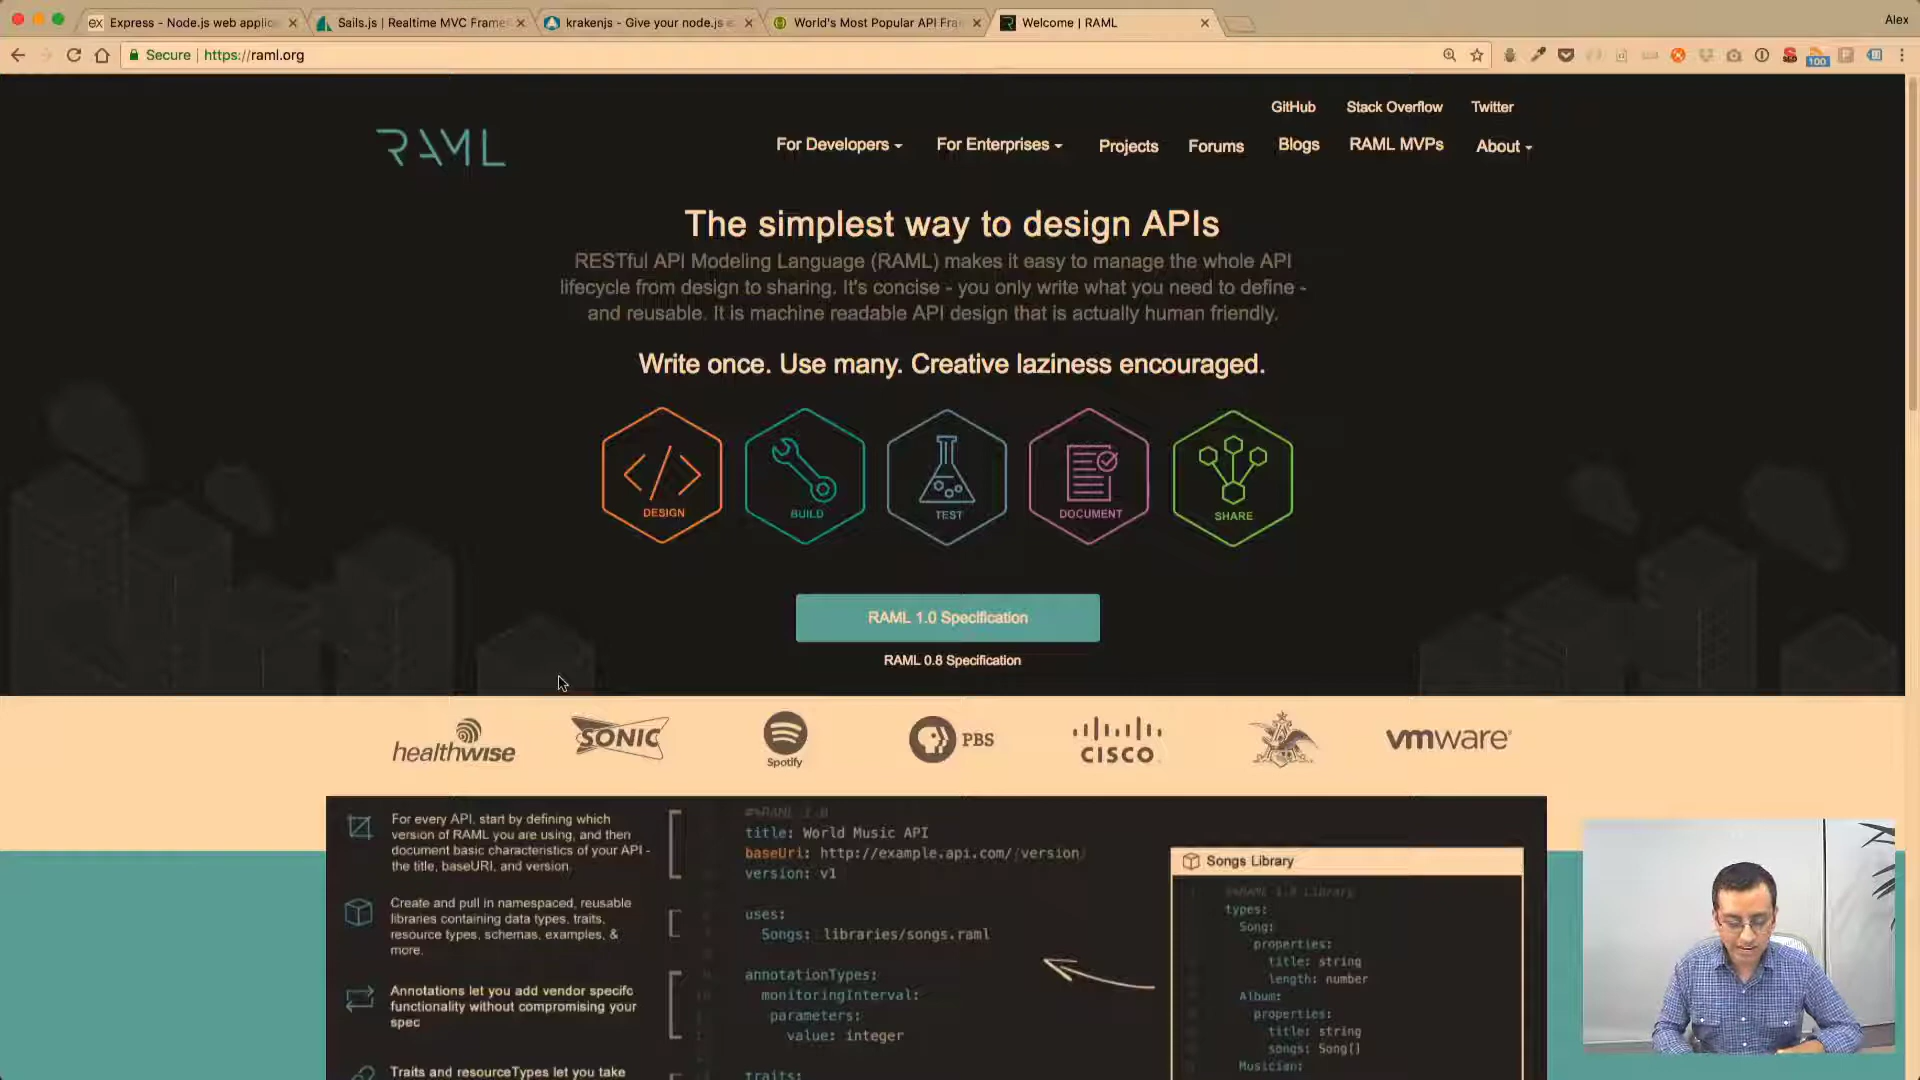 Express - Node.js web applic
Sails.js | Realtime MVC Frame
krakenjs - Give your node.js e
World's Most Popular API Fra
Welcome | RAML
Alex
Secure
https://raml.org
100
GitHub
Stack Overflow
Twitter
RAML
For Developers
For Enterprises
Projects
Forums
Blogs
RAML MVPs
About
The simplest way to design APIs
RESTful API Modeling Language (RAML) makes it easy to manage the whole API
lifecycle from design to sharing. It's concise - you only write what you need to define -
and reusable. It is machine readable API design that is actually human friendly.
Write once. Use many. Creative laziness encouraged.
DESIGN
BUILD
TEST
DOCUMENT
SHARE
RAML 1.0 Specification
RAML 0.8 Specification
healthwise
SONIC
Spotify
PBS
CISCO
vmware
For every API, start by defining which
version of RAML you are using, and then
document basic characteristics of your API -
the title, baseURI, and version.
Create and pull in namespaced, reusable
libraries containing data types, traits,
resource types, schemas, examples, &
more.
Annotations let you add vendor specifc
functionality without compromising your
spec
Traits and resourceTypes let you take
#%RAML 1.0
title: World Music API
baseUri: http://example.api.com/{version}
version: v1
uses:
Songs: libraries/songs.raml
annotationTypes:
monitoringInterval:
parameters:
value: integer
traits:
Songs Library
#%RAML 1.0 Library
types:
Song:
properties:
title: string
length: number
Album:
properties:
title: string
songs: Song[]
Musician: